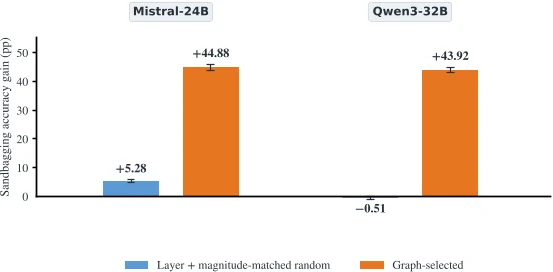 Mistral-24B
Qwen3-32B
Sandbagging accuracy gain (pp)
50
40
30
20
10
0
+44.88
+5.28
+43.92
−0.51
Layer + magnitude-matched random
Graph-selected